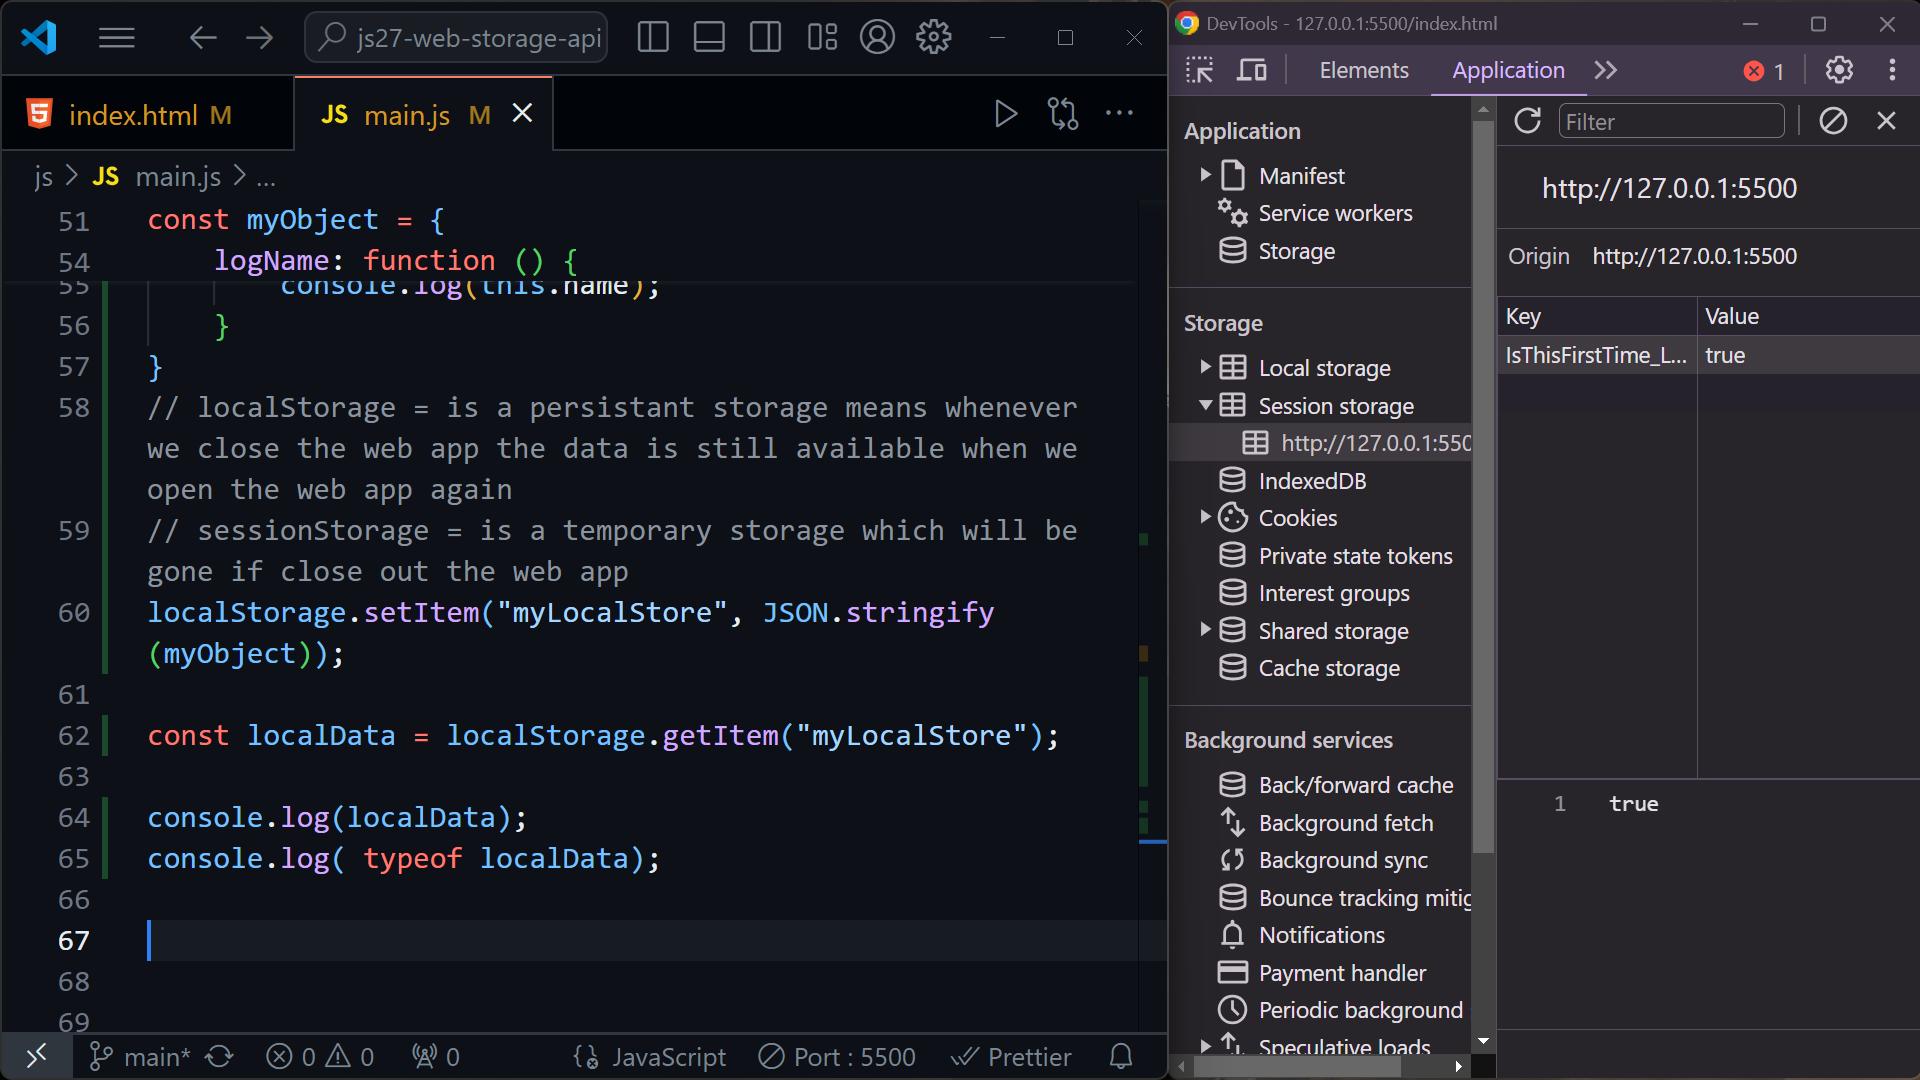 js27-web-storage-api
index.html M
JS main.js M
js > JS main.js > ...
51 const myObject = {
54 logName: function () {
55 console.log(this.name);
56 }
57 }
58 // localStorage = is a persistant storage means whenever
we close the web app the data is still available when we
open the web app again
59 // sessionStorage = is a temporary storage which will be
gone if close out the web app
60 localStorage.setItem("myLocalStore", JSON.stringify
(myObject));
61
62 const localData = localStorage.getItem("myLocalStore");
63
64 console.log(localData);
65 console.log( typeof localData);
66
67
68
69
main* 0 0 0 JavaScript Port : 5500 Prettier
DevTools - 127.0.0.1:5500/index.html
Elements Application 1
Application
Manifest
Service workers
Storage
Storage
Local storage
Session storage
http://127.0.0.1:550
IndexedDB
Cookies
Private state tokens
Interest groups
Shared storage
Cache storage
Background services
Back/forward cache
Background fetch
Background sync
Bounce tracking mitig
Notifications
Payment handler
Periodic background
Speculative loads
Filter
http://127.0.0.1:5500
Origin http://127.0.0.1:5500
Key Value
IsThisFirstTime_L... true
1 true